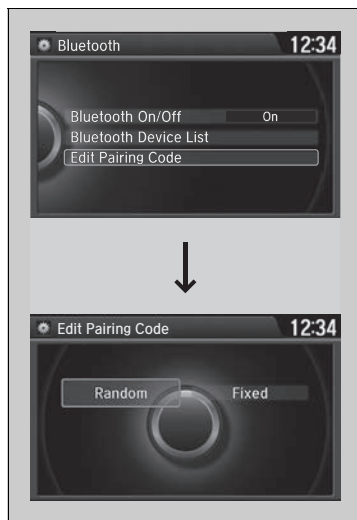 Bluetooth 12:34
Bluetooth On/Off On
Bluetooth Device List
Edit Pairing Code
Edit Pairing Code 12:34
Random Fixed